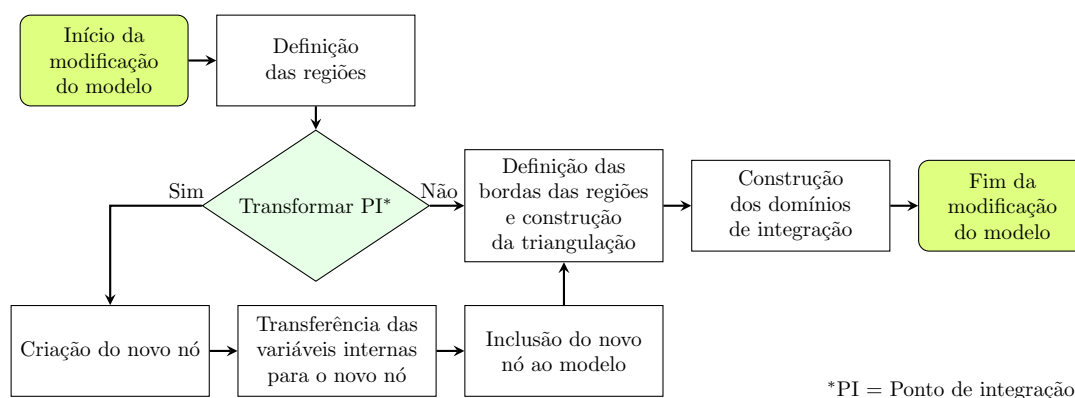 Início da
modificação
do modelo
Definição
das regiões
Transformar PI*
Sim
Não
Definição das
bordas das regiões
e construção
da triangulação
Construção
dos domínios
de integração
Fim da
modificação
do modelo
Criação do novo nó
Transferência das
variáveis internas
para o novo nó
Inclusão do novo
nó ao modelo
*PI = Ponto de integração